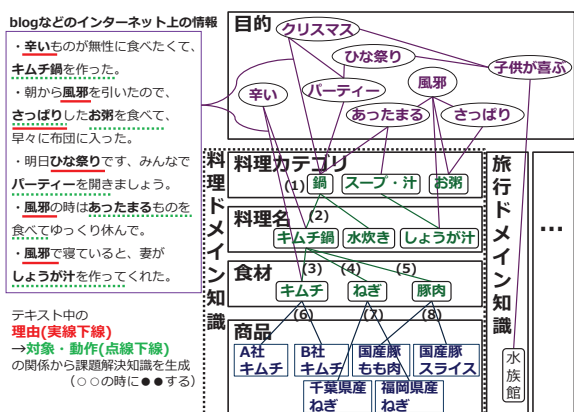 blogなどのインターネット上の情報
・辛いものが無性に食べたくて、
キムチ鍋を作った。
・朝から風邪を引いたので、
さっぱりしたお粥を食べて、
早々に布団に入った。
・明日ひな祭りです、みんなで
パーティーを開きましょう。
・風邪の時はあったまるものを
食べてゆっくり休んで。
・風邪で寝ていると、妻が
しょうが汁を作ってくれた。
テキスト中の
理由(実線下線)
→対象・動作(点線下線)
の関係から課題解決知識を生成
(○○の時に●●する)
目的
クリスマス
ひな祭り
子供が喜ぶ
辛い
パーティー
風邪
あったまる
さっぱり
料理ドメイン知識
料理カテゴリ
(1)
鍋
スープ・汁
お粥
料理名
(2)
キムチ鍋
水炊き
しょうが汁
食材
(3)
(4)
(5)
キムチ
ねぎ
豚肉
(6)
(7)
(8)
商品
A社
キムチ
B社
キムチ
国産豚
もも肉
国産豚
スライス
千葉県産
ねぎ
福岡県産
ねぎ
旅行ドメイン知識
水族館
…